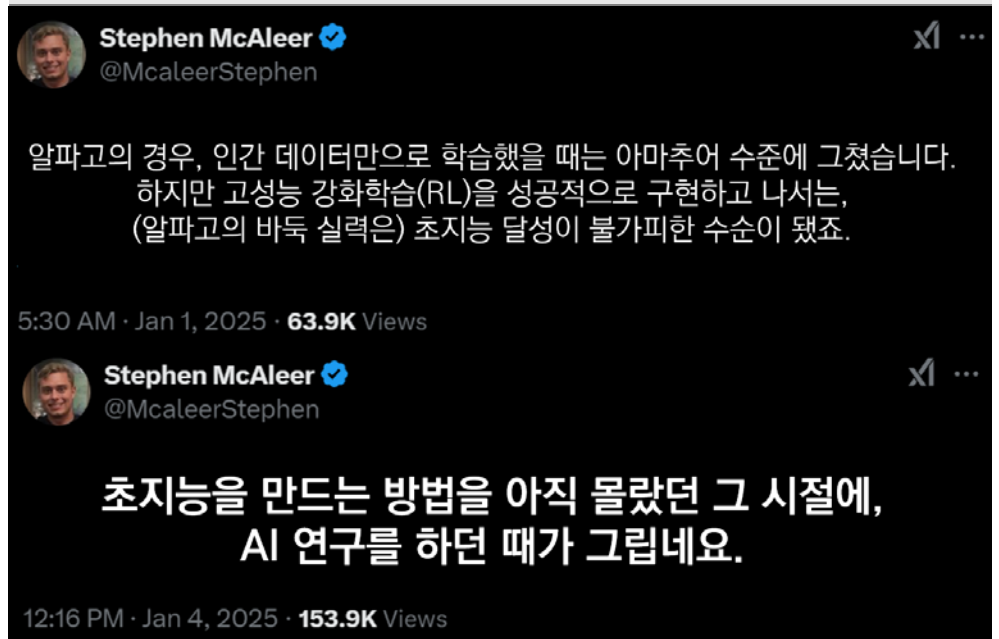 Stephen McAleer
@McaleerStephen
알파고의 경우, 인간 데이터만으로 학습했을 때는 아마추어 수준에 그쳤습니다.
하지만 고성능 강화학습(RL)을 성공적으로 구현하고 나서는,
(알파고의 바둑 실력은) 초지능 달성이 불가피한 수순이 됐죠.
5:30 AM · Jan 1, 2025 · 63.9K Views
Stephen McAleer
@McaleerStephen
초지능을 만드는 방법을 아직 몰랐던 그 시절에,
AI 연구를 하던 때가 그립네요.
12:16 PM · Jan 4, 2025 · 153.9K Views